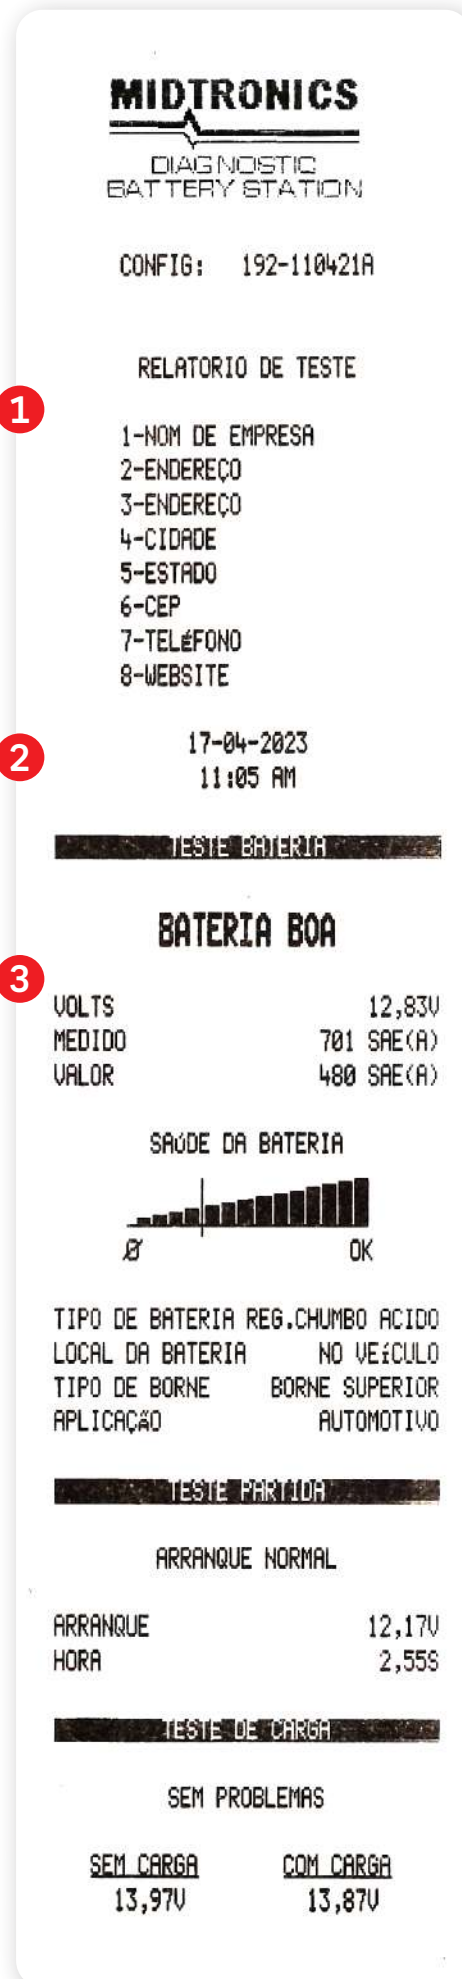 MIDTRONICS
DIAGNOSTIC
BATTERY STATION
CONFIG: 192-110421A
RELATORIO DE TESTE
1
1-NOM DE EMPRESA
2-ENDEREÇO
3-ENDEREÇO
4-CIDADE
5-ESTADO
6-CEP
7-TELÉFONO
8-WEBSITE
2
17-04-2023
11:05 AM
TESTE BATERIA
BATERIA BOA
3
VOLTS 12,83V
MEDIDO 701 SAE(A)
VALOR 480 SAE(A)
SAÚDE DA BATERIA
Ø OK
TIPO DE BATERIA REG.CHUMBO ACIDO
LOCAL DA BATERIA NO VEÍCULO
TIPO DE BORNE BORNE SUPERIOR
APLICAÇÃO AUTOMOTIVO
TESTE PARTIDA
ARRANQUE NORMAL
ARRANQUE 12,17V
HORA 2,55S
TESTE DE CARGA
SEM PROBLEMAS
SEM CARGA COM CARGA
13,97V 13,87V